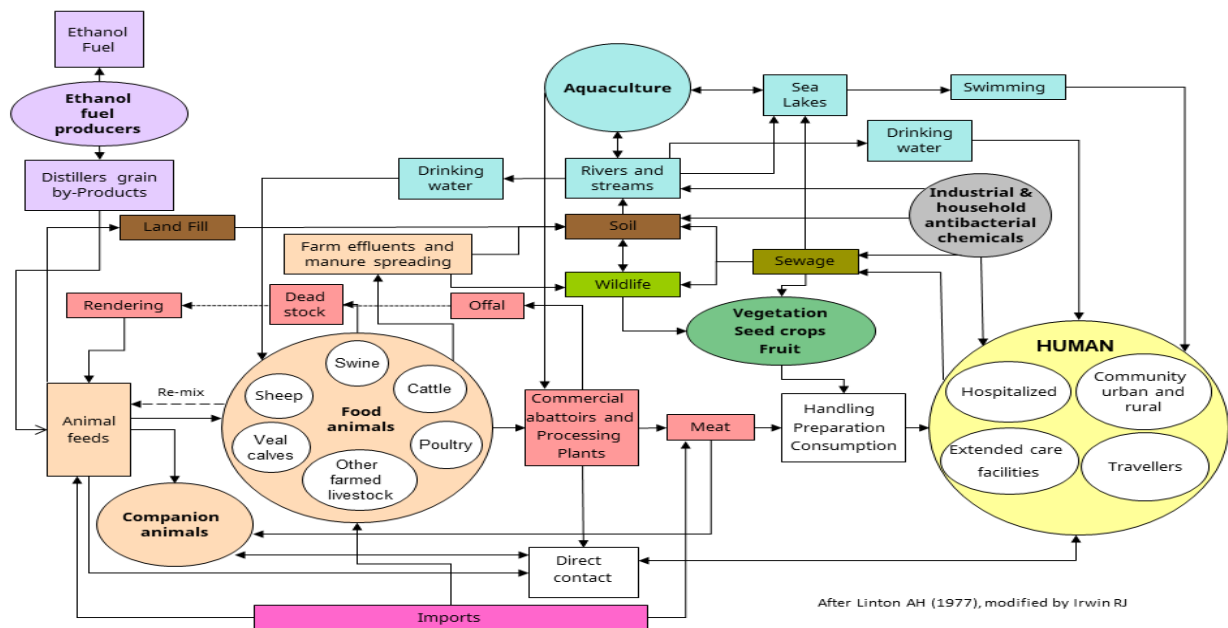 Ethanol
Fuel
Ethanol
fuel
producers
Distillers grain
by-Products
Aquaculture
Sea
Lakes
Swimming
Drinking
water
Drinking
water
Rivers and
streams
Industrial &
household
antibacterial
chemicals
Land Fill
Soil
Farm effluents and
manure spreading
Sewage
Wildlife
Rendering
Dead
stock
Offal
Vegetation
Seed crops
Fruit
Swine
Sheep
Cattle
Food
animals
Veal
calves
Poultry
Other
farmed
livestock
Re-mix
Animal
feeds
Commercial
abattoirs and
Processing
Plants
Meat
Handling
Preparation
Consumption
HUMAN
Hospitalized
Community
urban and
rural
Extended care
facilities
Travellers
Companion
animals
Direct
contact
Imports
After Linton AH (1977), modified by Irwin RJ